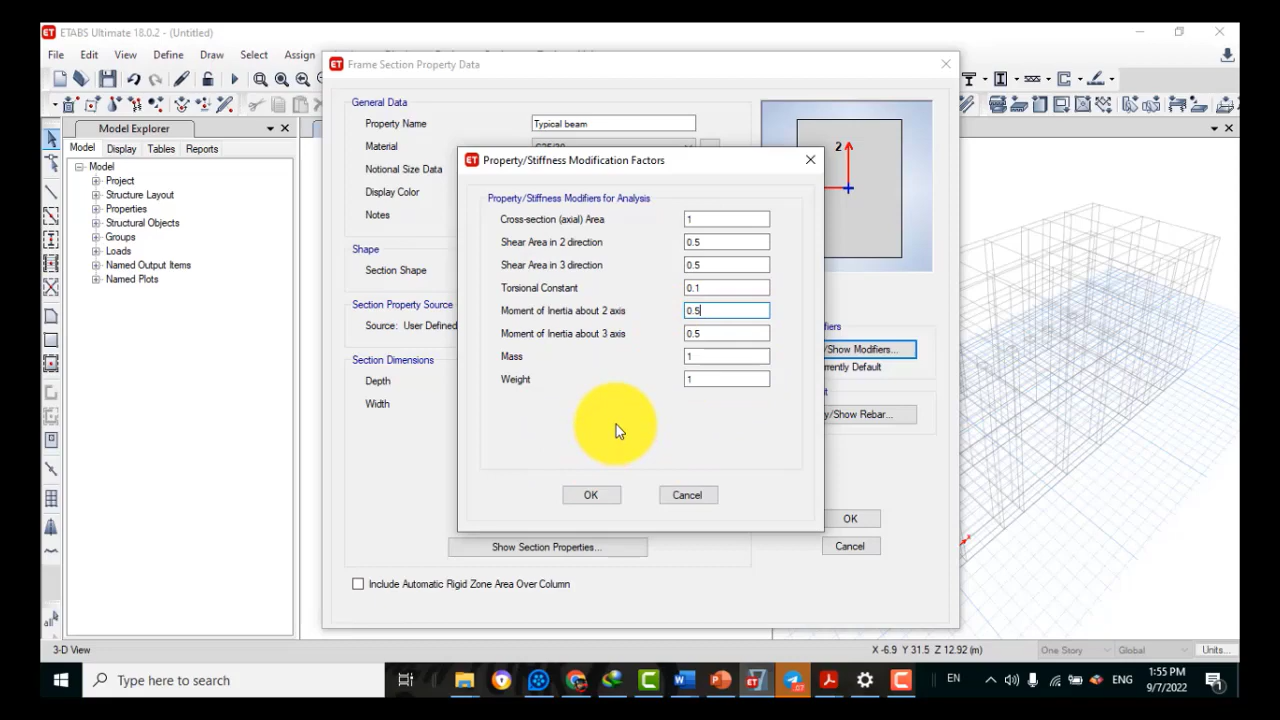 ET ETABS Ultimate 18.0.2 - (Untitled)
File Edit View Define Draw Select Assign
ET Frame Section Property Data
Model Explorer
Model Display Tables Reports
Model
Project
Structure Layout
Properties
Structural Objects
Groups
Loads
Named Output Items
Named Plots
General Data
Property Name Typical beam
Material
Notional Size Data
Display Color
Notes
Shape
Section Shape
Section Property Source
Source: User Defined
Section Dimensions
Depth
Width
Show Section Properties...
Include Automatic Rigid Zone Area Over Column
2
/Show Modifiers...
rently Default
y/Show Rebar...
OK
Cancel
ET Property/Stiffness Modification Factors
Property/Stiffness Modifiers for Analysis
Cross-section (axial) Area 1
Shear Area in 2 direction 0.5
Shear Area in 3 direction 0.5
Torsional Constant 0.1
Moment of Inertia about 2 axis 0.5
Moment of Inertia about 3 axis 0.5
Mass 1
Weight 1
OK Cancel
3-D View X -6.9 Y 31.5 Z 12.92 (m) One Story Global Units...
Type here to search EN ENG 1:55 PM
9/7/2022